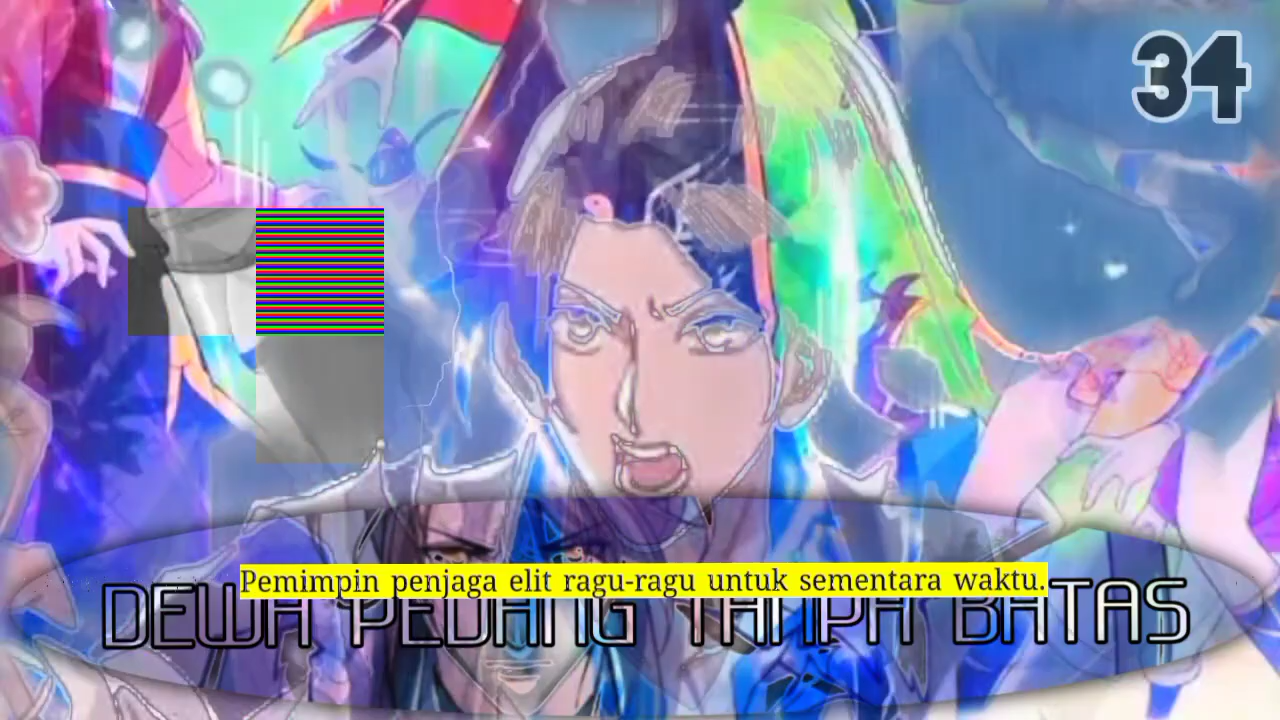 34
Pemimpin penjaga elit ragu-ragu untuk sementara waktu.
DEWA PEDANG TANPA BATAS